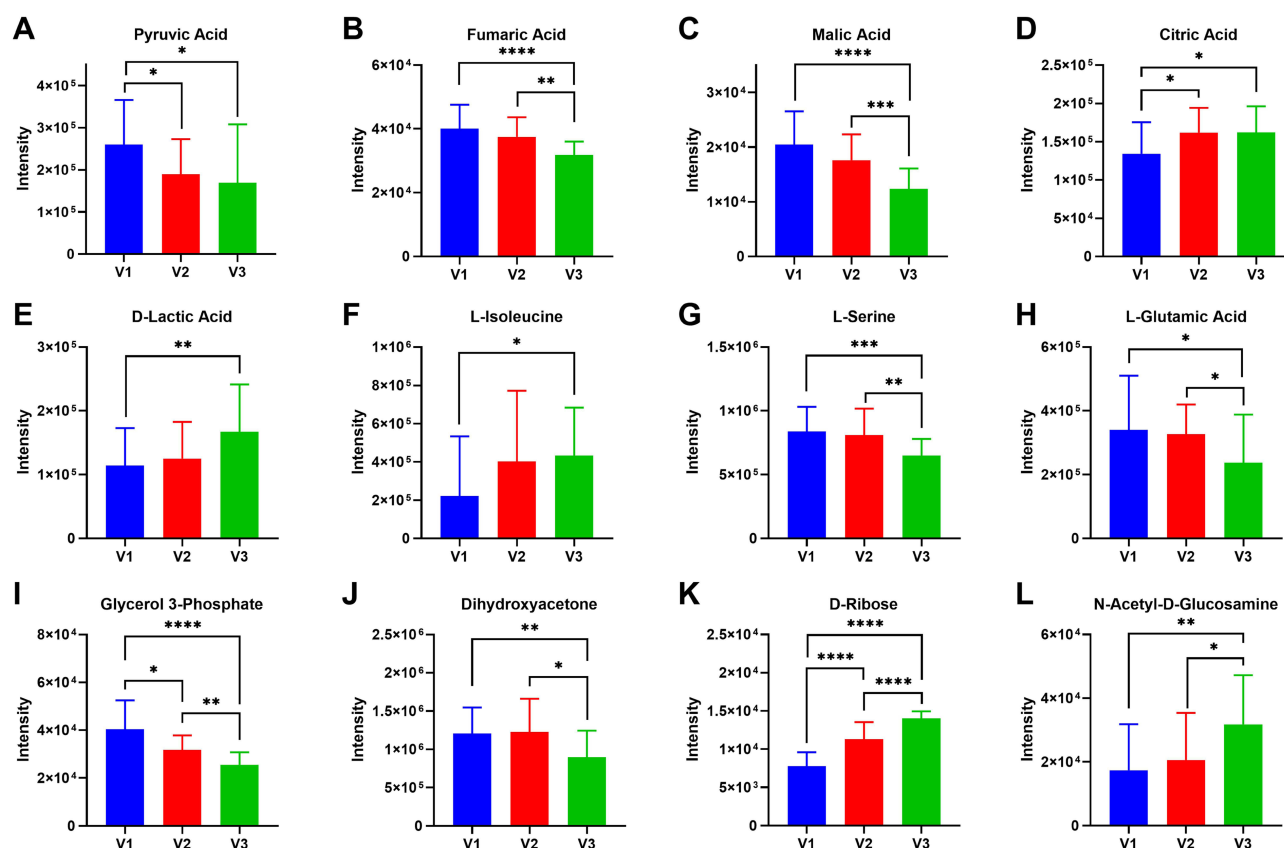 A
Pyruvic Acid
Intensity
4×10⁵
3×10⁵
2×10⁵
1×10⁵
0
*
*
V1 V2 V3
B
Fumaric Acid
Intensity
6×10⁴
4×10⁴
2×10⁴
0
****
**
V1 V2 V3
C
Malic Acid
Intensity
3×10⁴
2×10⁴
1×10⁴
0
****
***
V1 V2 V3
D
Citric Acid
Intensity
2.5×10⁵
2×10⁵
1.5×10⁵
1×10⁵
5×10⁴
0
*
*
V1 V2 V3
E
D-Lactic Acid
Intensity
3×10⁵
2×10⁵
1×10⁵
0
**
V1 V2 V3
F
L-Isoleucine
Intensity
1×10⁶
8×10⁵
6×10⁵
4×10⁵
2×10⁵
0
*
V1 V2 V3
G
L-Serine
Intensity
1.5×10⁶
1×10⁶
5×10⁵
0
***
**
V1 V2 V3
H
L-Glutamic Acid
Intensity
6×10⁵
4×10⁵
2×10⁵
0
*
*
V1 V2 V3
I
Glycerol 3-Phosphate
Intensity
8×10⁴
6×10⁴
4×10⁴
2×10⁴
0
****
*
**
V1 V2 V3
J
Dihydroxyacetone
Intensity
2.5×10⁶
2×10⁶
1.5×10⁶
1×10⁶
5×10⁵
0
**
*
V1 V2 V3
K
D-Ribose
Intensity
2.5×10⁴
2×10⁴
1.5×10⁴
1×10⁴
5×10³
0
****
****
****
V1 V2 V3
L
N-Acetyl-D-Glucosamine
Intensity
6×10⁴
4×10⁴
2×10⁴
0
**
*
V1 V2 V3